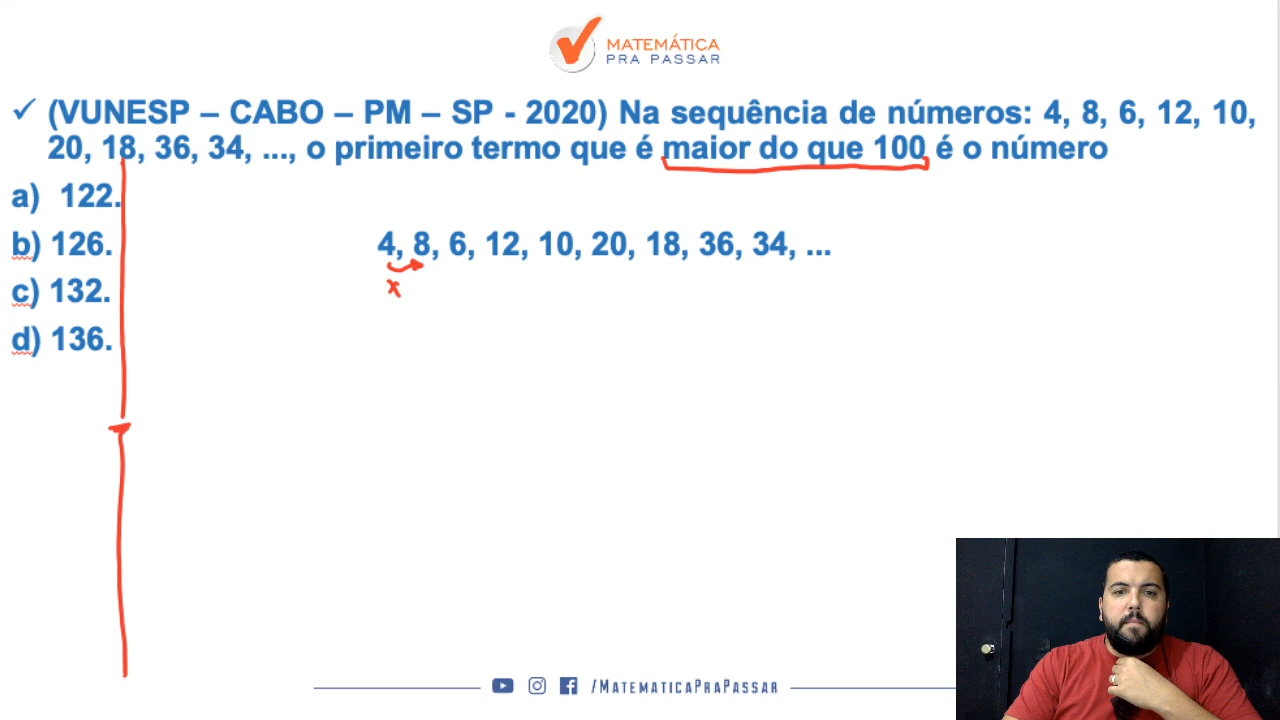 MATEMÁTICA
PRA PASSAR
✓ (VUNESP – CABO – PM – SP - 2020) Na sequência de números: 4, 8, 6, 12, 10,
20, 18, 36, 34, ..., o primeiro termo que é maior do que 100 é o número
a) 122.
b) 126.
c) 132.
d) 136.
4, 8, 6, 12, 10, 20, 18, 36, 34, ...
x
/MatematicaPraPassar